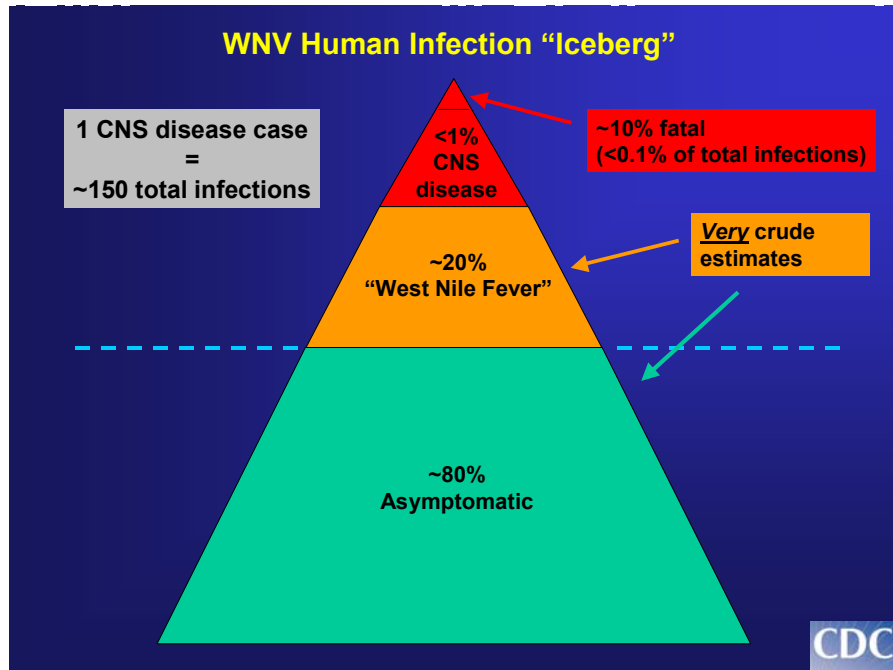 WNV Human Infection “Iceberg”
1 CNS disease case
=
~150 total infections
<1%
CNS
disease
~10% fatal
(<0.1% of total infections)
~20%
“West Nile Fever”
Very crude
estimates
~80%
Asymptomatic
CDC